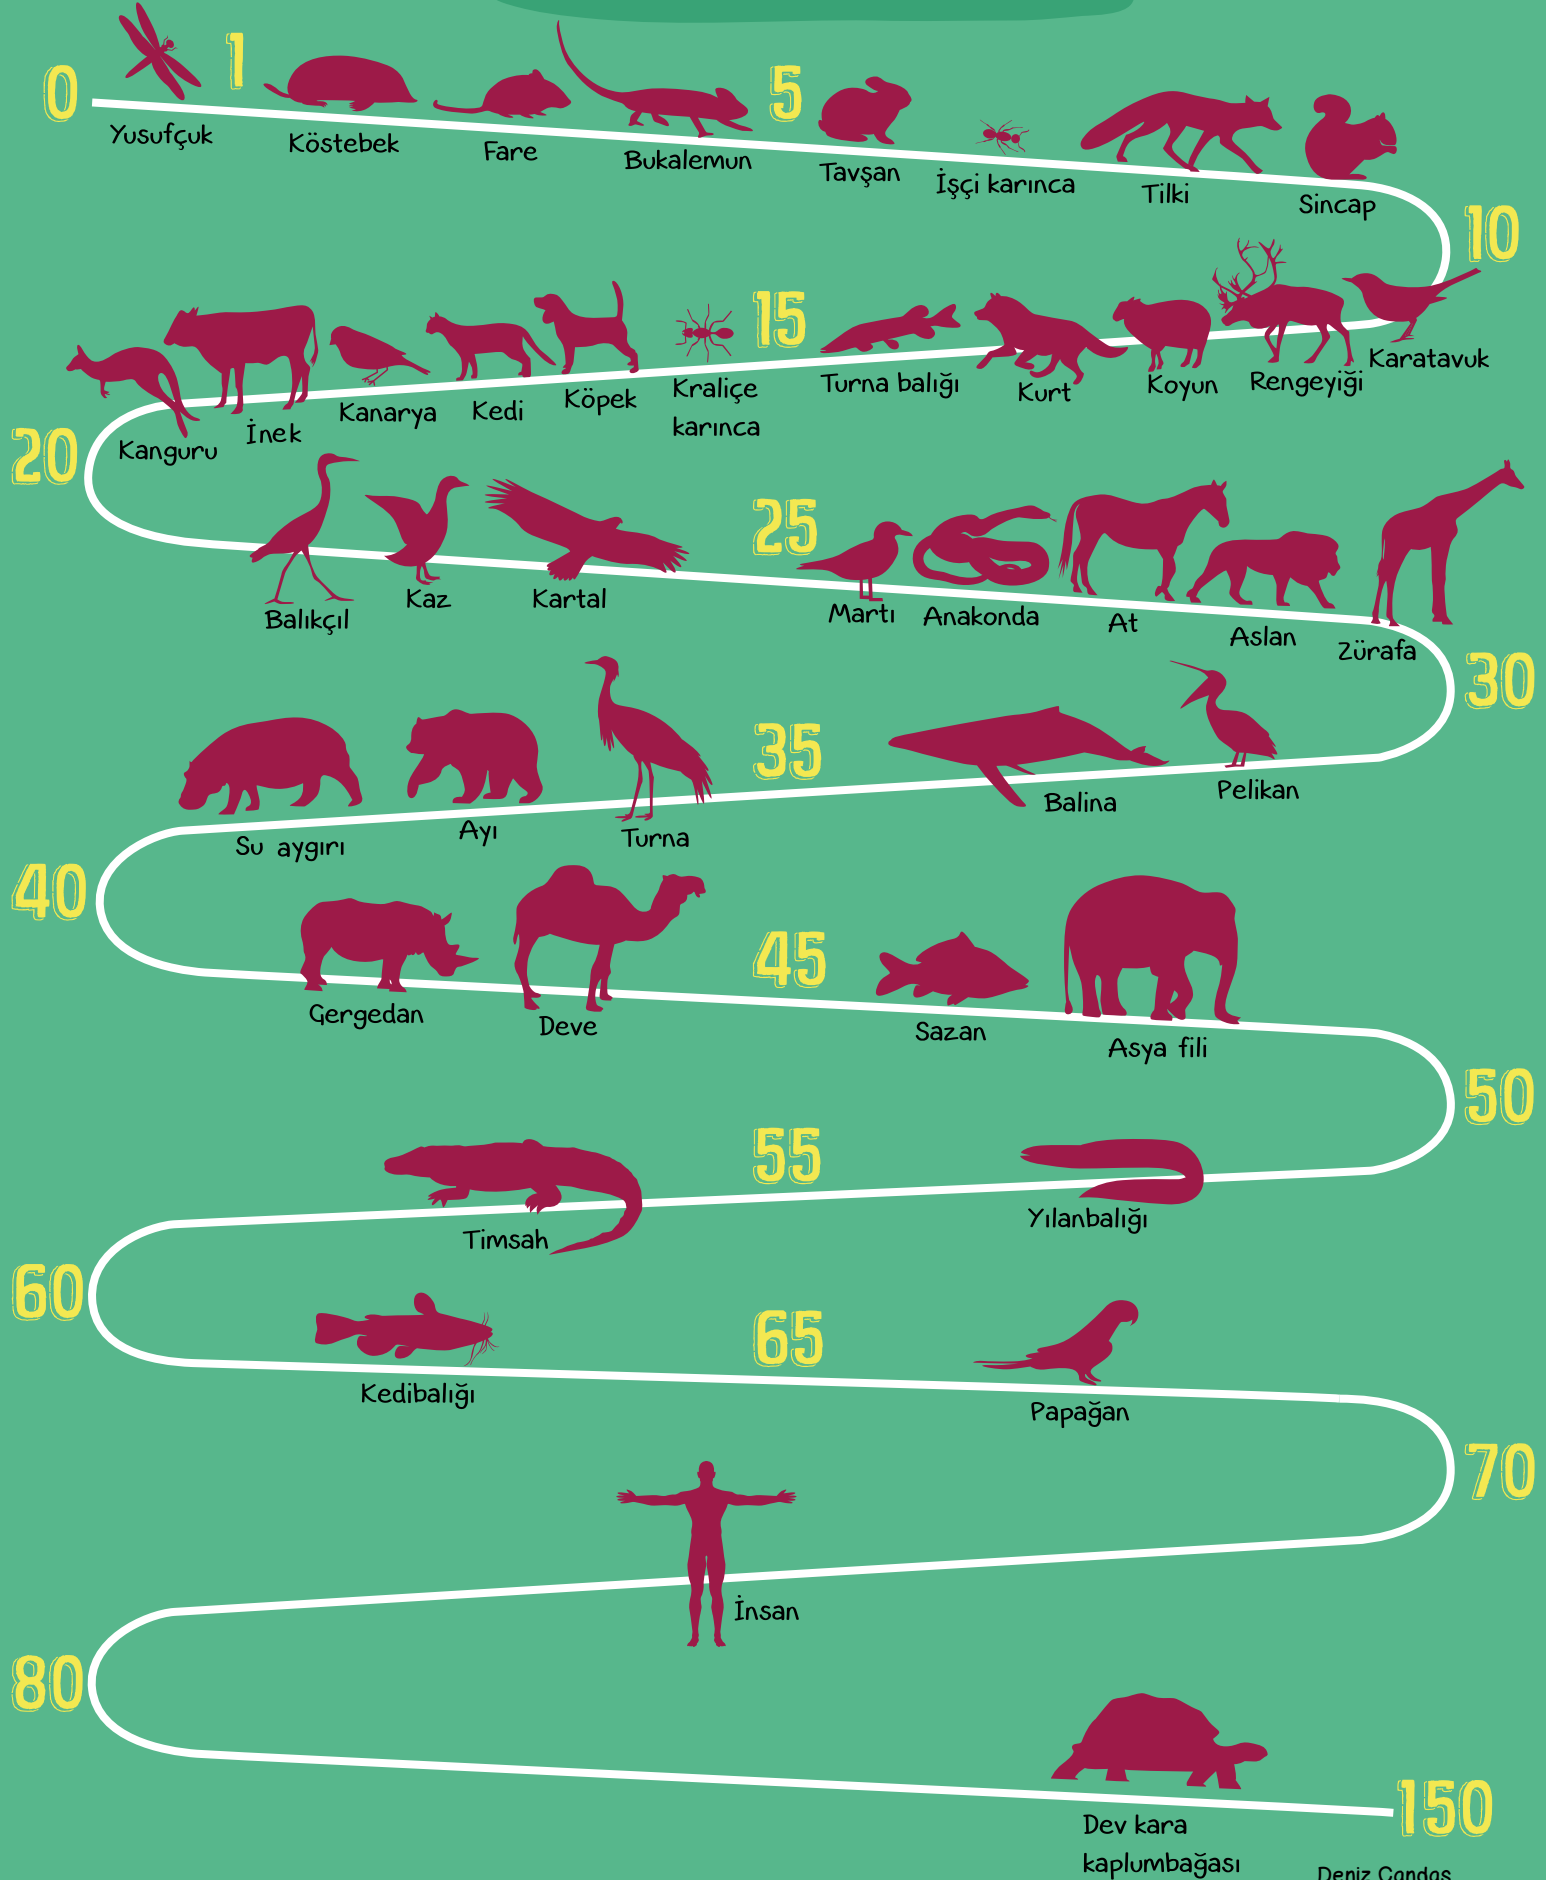 0
1
5
Yusufçuk
Köstebek
Fare
Bukalemun
Tavşan
İşçi karınca
Tilki
Sincap
10
15
Karatavuk
Rengeyiği
Koyun
Kurt
Turna balığı
Kraliçe
karınca
Köpek
Kedi
Kanarya
İnek
Kanguru
20
25
Balıkçıl
Kaz
Kartal
Martı
Anakonda
At
Aslan
Zürafa
30
35
Pelikan
Balina
Turna
Ayı
Su aygırı
40
45
Gergedan
Deve
Sazan
Asya fili
50
55
Yılanbalığı
Timsah
60
65
Kedibalığı
Papağan
70
İnsan
80
150
Dev kara
kaplumbağası
Deniz Candaş